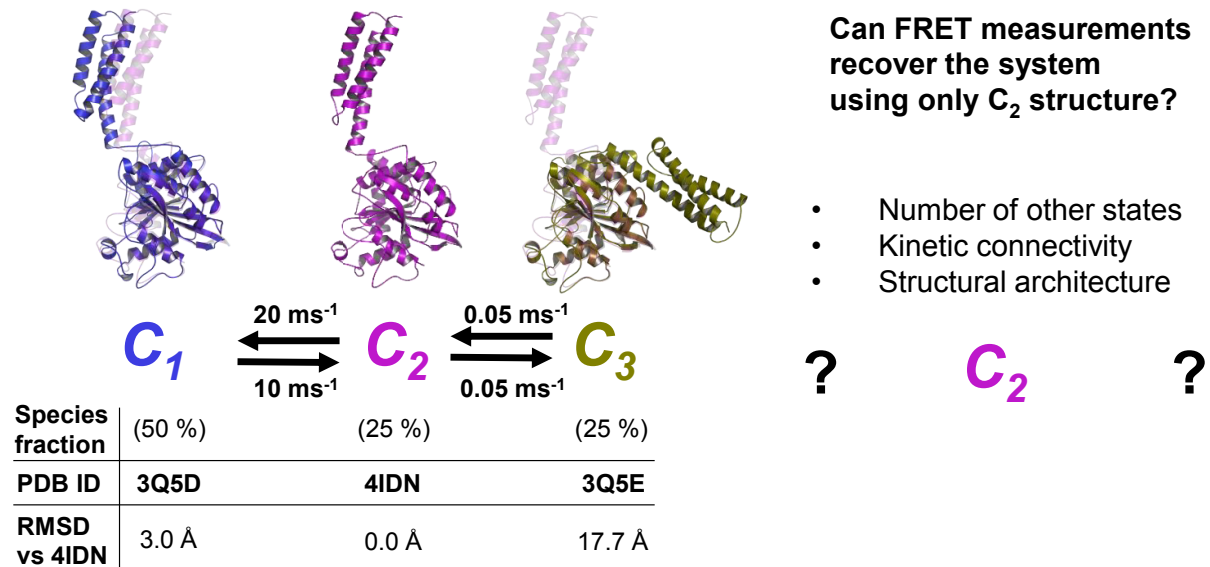 Can FRET measurements
recover the system
using only C₂ structure?
• Number of other states
• Kinetic connectivity
• Structural architecture
20 ms⁻¹ 0.05 ms⁻¹
C₁ C₂ C₃
10 ms⁻¹ 0.05 ms⁻¹
? C₂ ?
Species
fraction (50 %) (25 %) (25 %)
PDB ID 3Q5D 4IDN 3Q5E
RMSD
vs 4IDN 3.0 Å 0.0 Å 17.7 Å